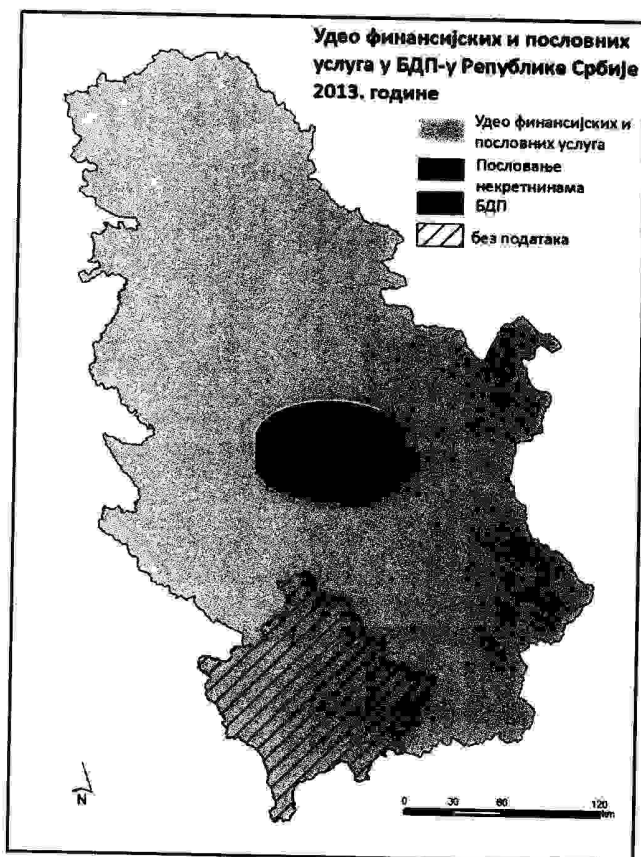 Удео финансијских и пословних
услуга у БДП-у Републике Србије
2013. године
Удео финансијских и
пословних услуга
Пословање
некретнинама
БДП
без података
N
0 30 60 120
km